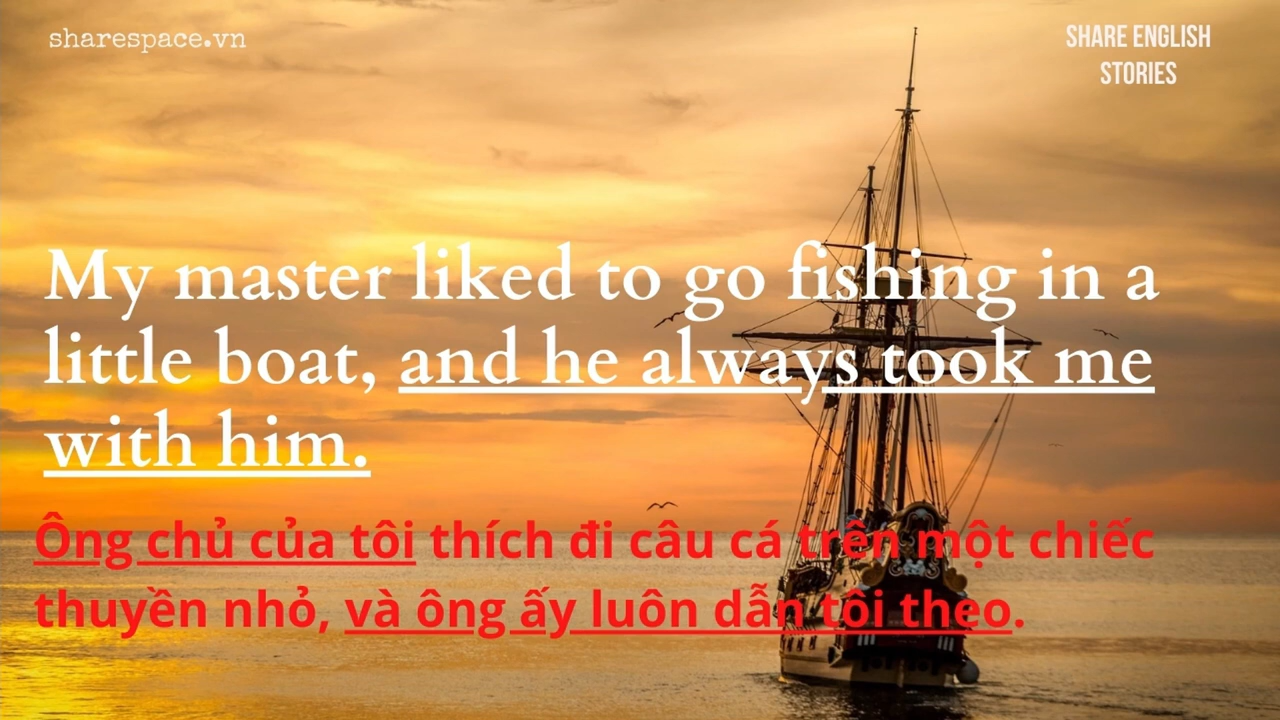 sharespace.vn
SHARE ENGLISH
STORIES
My master liked to go fishing in a
little boat, and he always took me
with him.
Ông chủ của tôi thích đi câu cá trên một chiếc
thuyền nhỏ, và ông ấy luôn dẫn tôi theo.